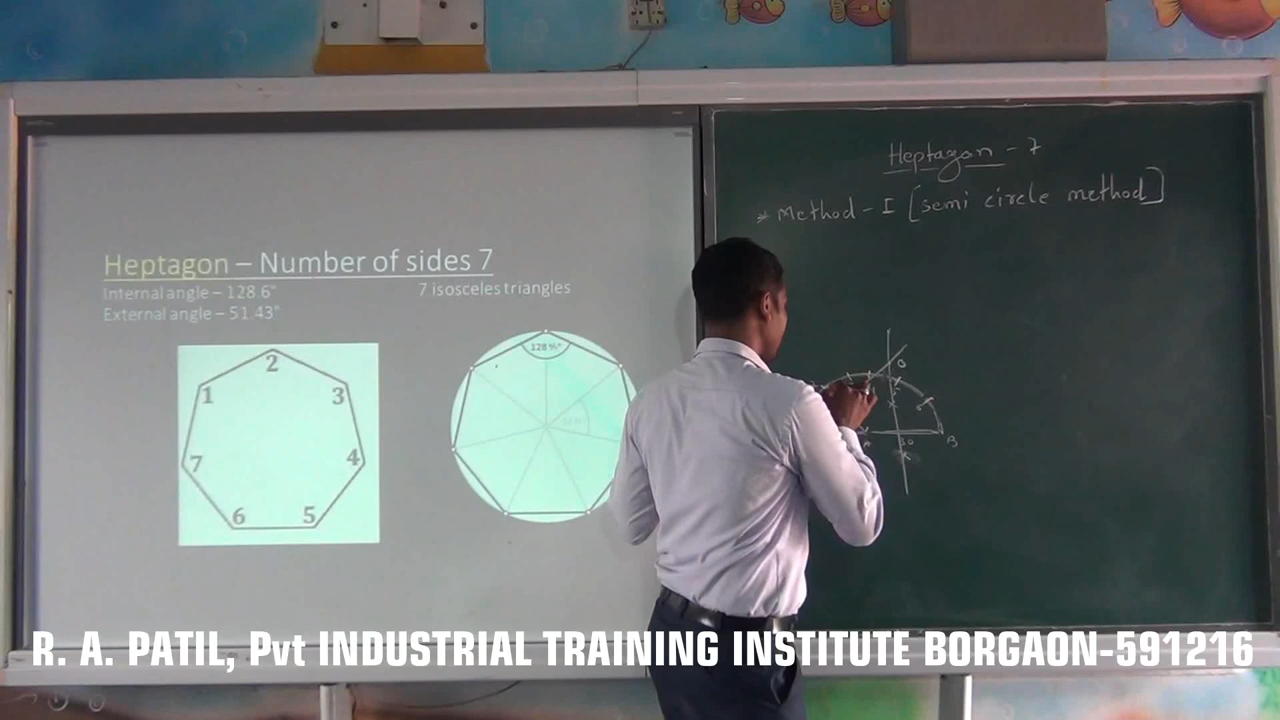 Heptagon – Number of sides 7
Internal angle – 128.6°
External angle – 51.43°
7 isosceles triangles
1
2
3
4
5
6
7
128 4/7°
Heptagon - 7
* Method - I [semi circle method]
O
A
30
B
R. A. PATIL, Pvt INDUSTRIAL TRAINING INSTITUTE BORGAON-591216